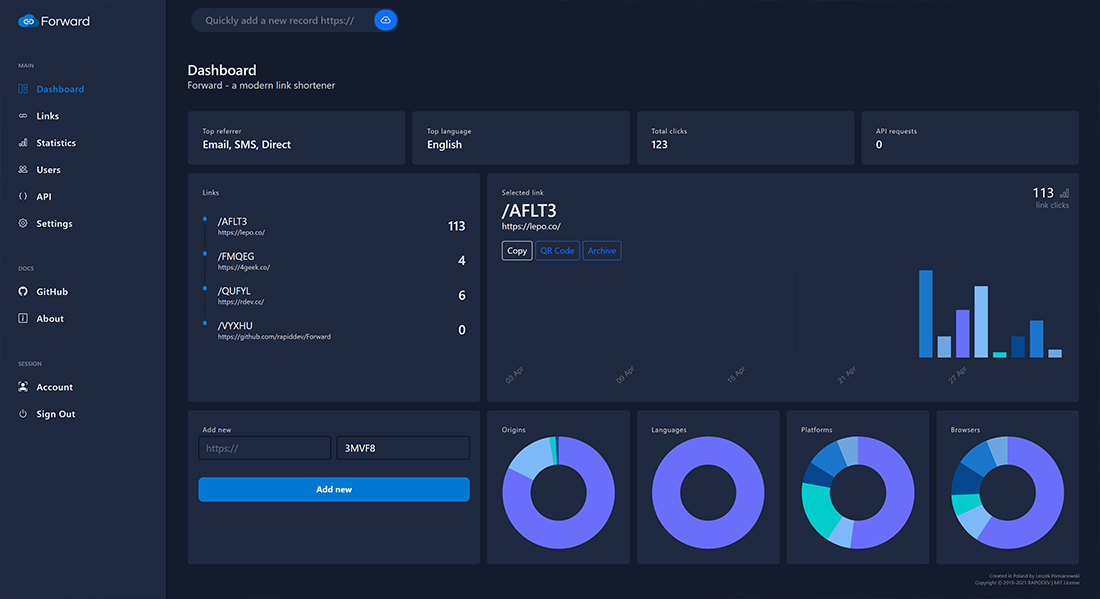 Forward
Quickly add a new record https://
MAIN
Dashboard
Links
Statistics
Users
API
Settings
DOCS
GitHub
About
SESSION
Account
Sign Out
Dashboard
Forward - a modern link shortener
Top referrer
Email, SMS, Direct
Top language
English
Total clicks
123
API requests
0
Links
/AFLT3
https://lepo.co/
113
/FMQEG
https://4geek.co/
4
/QUFYL
https://rdev.cc/
6
/VYXHU
https://github.com/rapiddev/Forward
0
Selected link
/AFLT3
https://lepo.co/
113
link clicks
Copy QR Code Archive
03 Apr 09 Apr 15 Apr 21 Apr 27 Apr
Add new
https:// 3MVF8
Add new
Origins
Languages
Platforms
Browsers
Created in Poland by Leszek Pomianowski
Copyright © 2019-2021 RAPIDDEV | MIT License